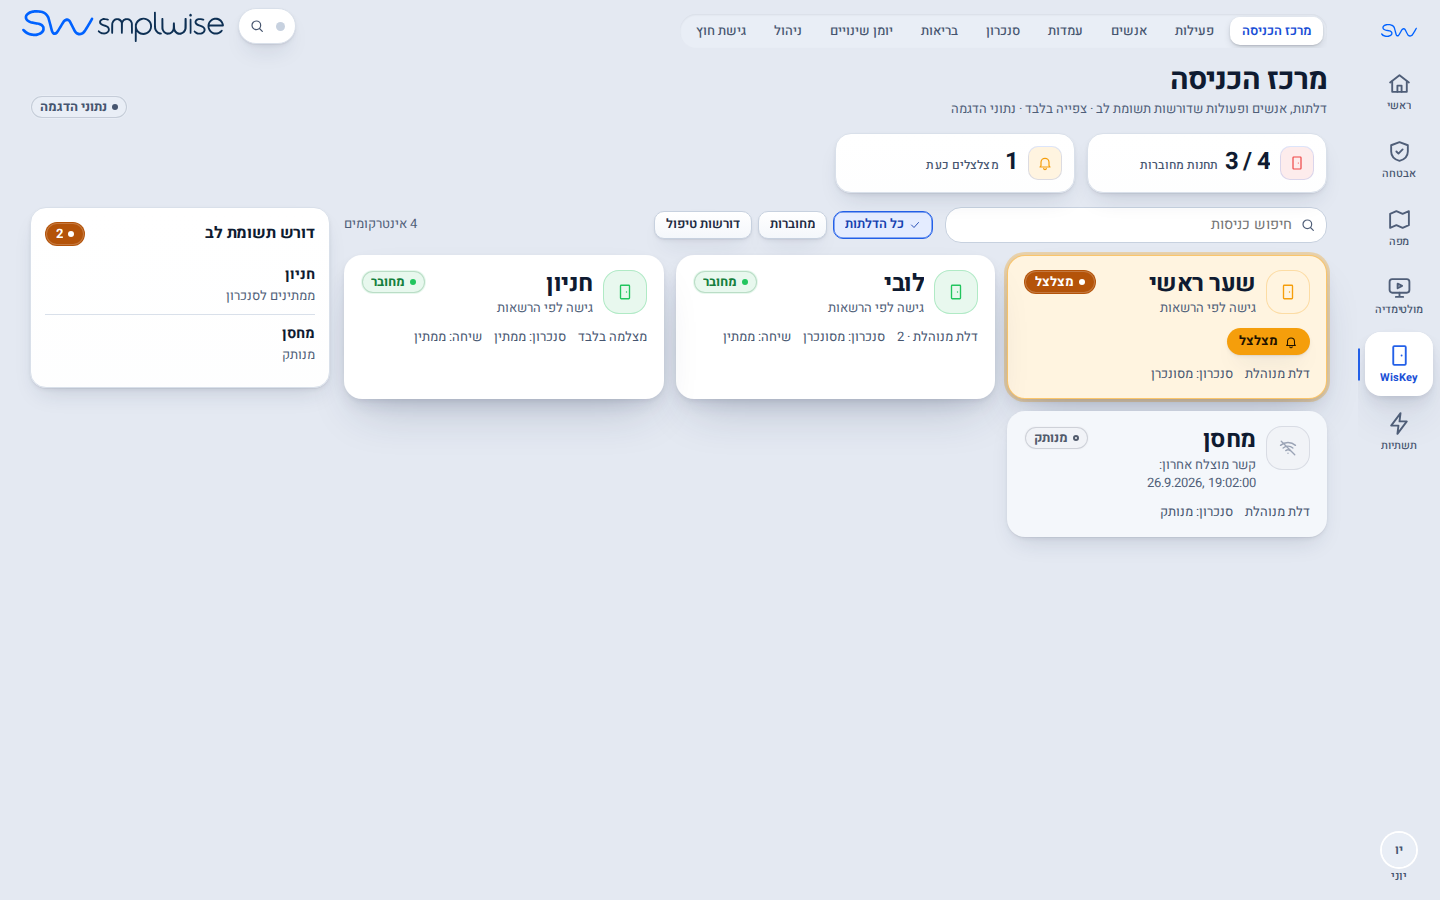 smplwise
מרכז הכניסה
פעילות
אנשים
עמדות
סנכרון
בריאות
יומן שינויים
ניהול
גישת חוץ
ראשי
אבטחה
מפה
מולטימדיה
WisKey
תשתיות
יו
יוני
מרכז הכניסה
דלתות, אנשים ופעולות שדורשות תשומת לב · צפייה בלבד · נתוני הדגמה
נתוני הדגמה
3 / 4 תחנות מחוברות
1 מצלצלים כעת
חיפוש כניסות
כל הדלתות
מחוברות
דורשות טיפול
4 אינטרקומים
שער ראשי
מצלצל
גישה לפי הרשאות
מצלצל
דלת מנוהלת סנכרון: מסונכרן
לובי
מחובר
גישה לפי הרשאות
דלת מנוהלת · 2 סנכרון: מסונכרן שיחה: ממתין
חניון
מחובר
גישה לפי הרשאות
מצלמה בלבד סנכרון: ממתין שיחה: ממתין
מחסן
מנותק
קשר מוצלח אחרון:
26.9.2026, 19:02:00
דלת מנוהלת סנכרון: מנותק
דורש תשומת לב
2
חניון
ממתינים לסנכרון
מחסן
מנותק